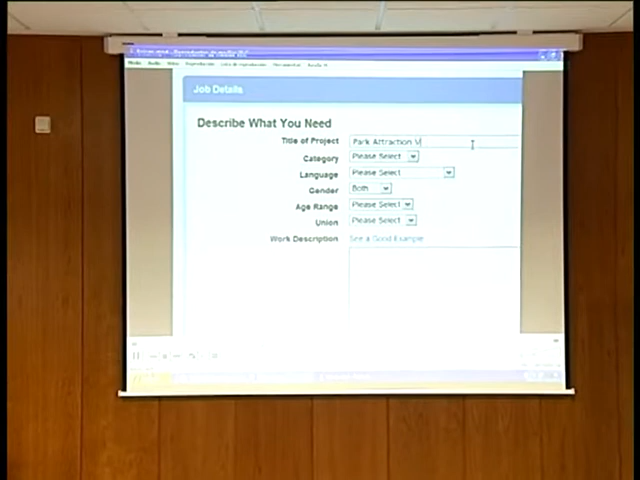 Job Details
Describe What You Need
Title of Project Park Attraction V
Category Please Select
Language Please Select
Gender Both
Age Range Please Select
Union Please Select
Work Description See a Good Example